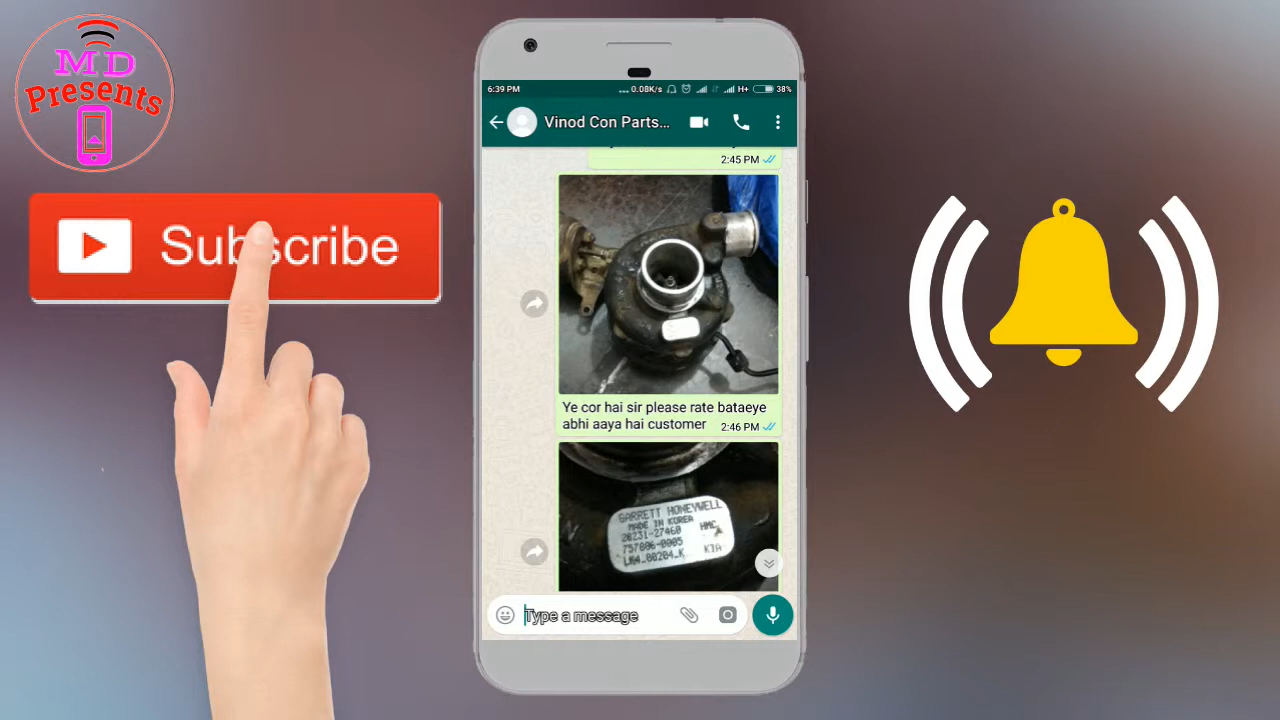 MD
Presents
Subscribe
6:39 PM
0.08K/s
H+
38%
Vinod Con Parts...
2:45 PM
Ye cor hai sir please rate bataeye
abhi aaya hai customer
2:46 PM
GARRETT HONEYWELL
MADE IN KOREA
28231-27460
HMC
757886-0005
KIA
Type a message